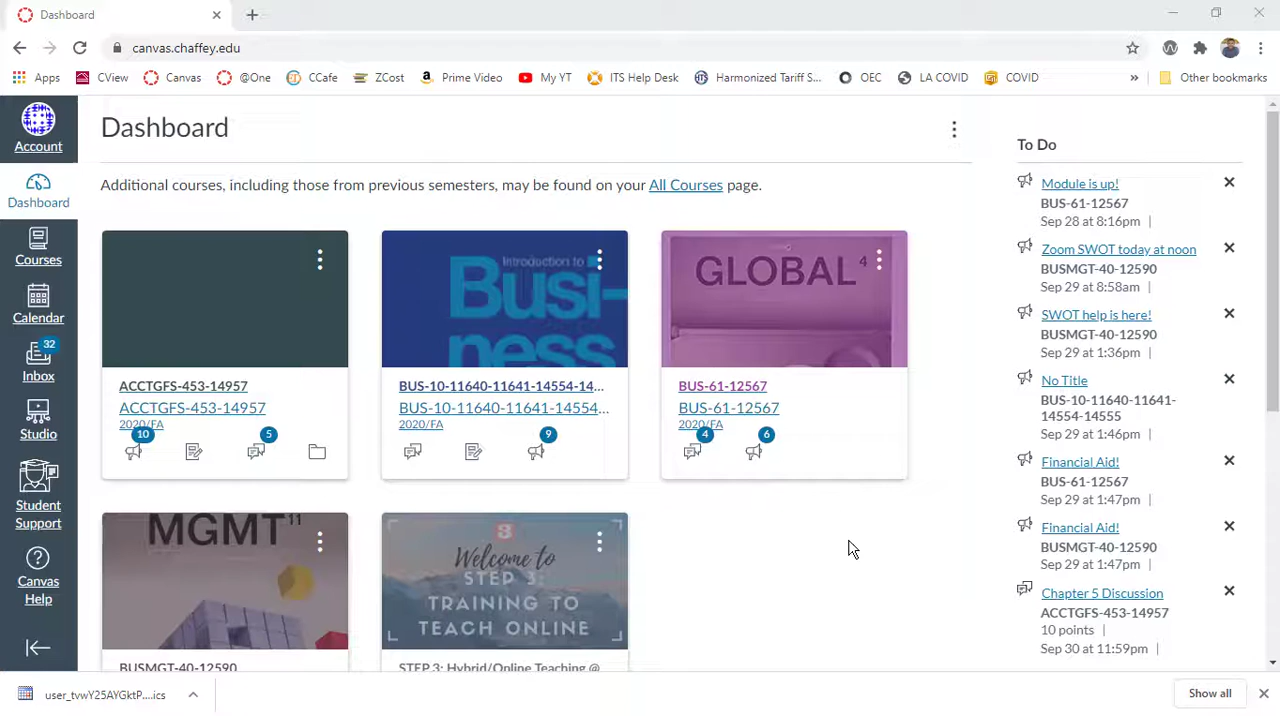 Dashboard
canvas.chaffey.edu
Apps CView Canvas @One CCafe ZCost Prime Video My YT ITS Help Desk Harmonized Tariff S... OEC LA COVID COVID » Other bookmarks
Account
Dashboard
Courses
Calendar
32
Inbox
Studio
Student
Support
Canvas
Help
Dashboard
Additional courses, including those from previous semesters, may be found on your All Courses page.
ACCTGFS-453-14957
ACCTGFS-453-14957
2020/FA
10 5
Introduction to
Busi-
ness
BUS-10-11640-11641-14554-14...
BUS-10-11640-11641-14554...
2020/FA
9
GLOBAL 4
BUS-61-12567
BUS-61-12567
2020/FA
4 6
MGMT 11
BUSMGT-40-12590
3
Welcome to
STEP 3:
TRAINING TO
TEACH ONLINE
STEP 3: Hybrid/Online Teaching @
To Do
Module is up!
BUS-61-12567
Sep 28 at 8:16pm |
Zoom SWOT today at noon
BUSMGT-40-12590
Sep 29 at 8:58am |
SWOT help is here!
BUSMGT-40-12590
Sep 29 at 1:36pm |
No Title
BUS-10-11640-11641-
14554-14555
Sep 29 at 1:46pm |
Financial Aid!
BUS-61-12567
Sep 29 at 1:47pm |
Financial Aid!
BUSMGT-40-12590
Sep 29 at 1:47pm |
Chapter 5 Discussion
ACCTGFS-453-14957
10 points |
Sep 30 at 11:59pm |
user_tvwY25AYGktP....ics
Show all